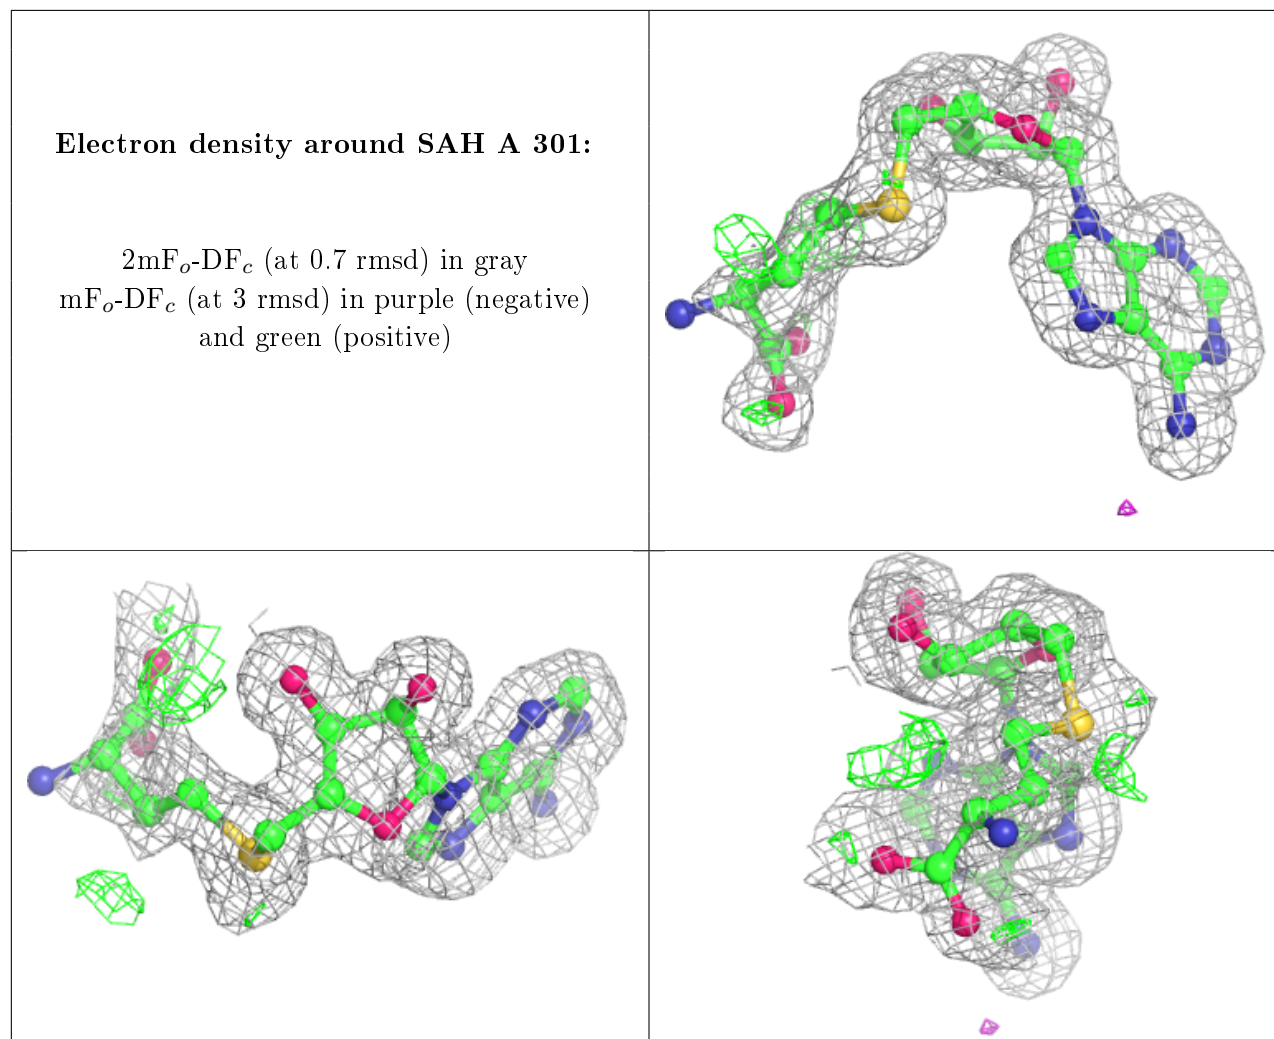 Electron density around SAH A 301:
2mFₒ-DF𝒸 (at 0.7 rmsd) in gray
mFₒ-DF𝒸 (at 3 rmsd) in purple (negative)
and green (positive)